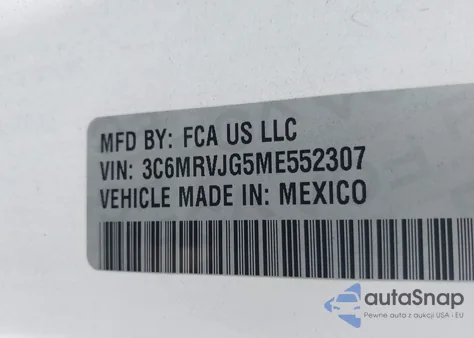 MFD BY: FCA US LLC
VIN: 3C6MRVJG5ME552307
VEHICLE MADE IN: MEXICO
autaSnap
Pewne auta z aukcji USA i EU